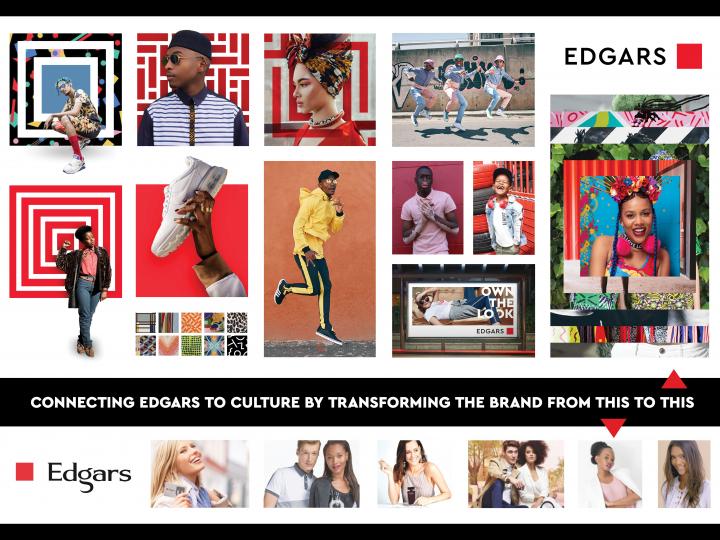 EDGARS
OWN
THE
LOOK
EDGARS
CONNECTING EDGARS TO CULTURE BY TRANSFORMING THE BRAND FROM THIS TO THIS
Edgars